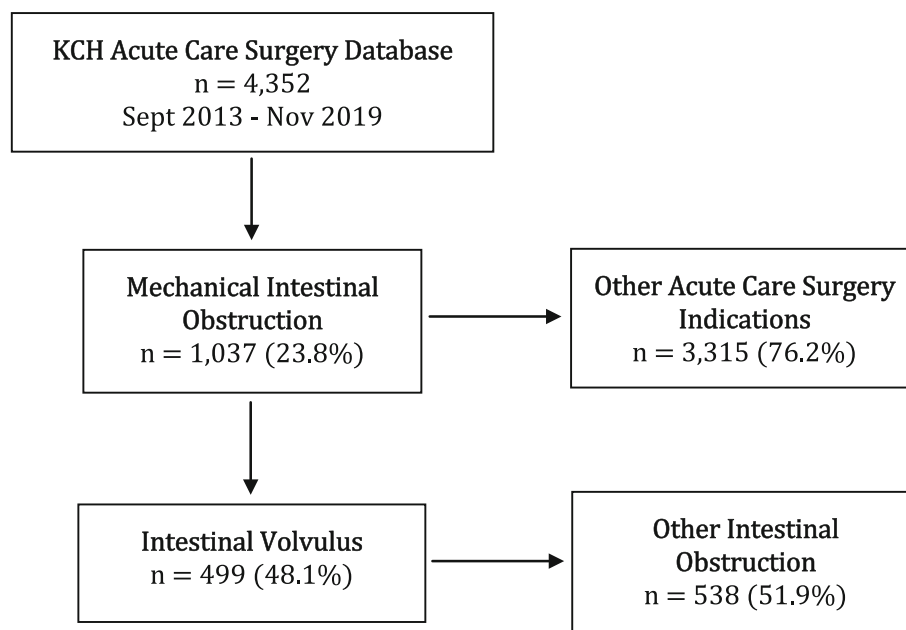 KCH Acute Care Surgery Database
n = 4,352
Sept 2013 - Nov 2019
Mechanical Intestinal
Obstruction
n = 1,037 (23.8%)
Other Acute Care Surgery
Indications
n = 3,315 (76.2%)
Intestinal Volvulus
n = 499 (48.1%)
Other Intestinal
Obstruction
n = 538 (51.9%)